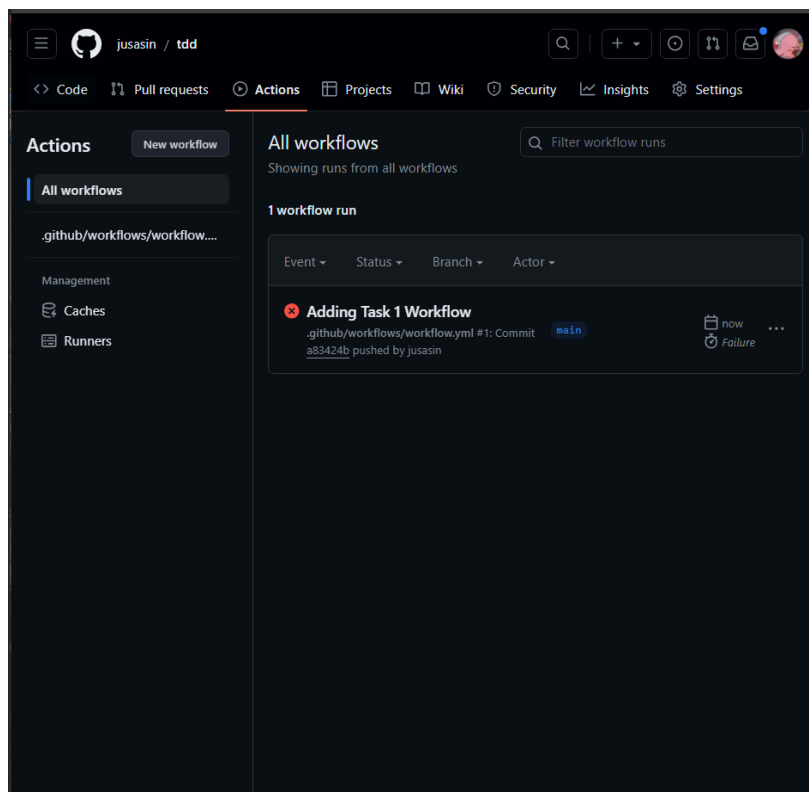 jusasin / tdd
Code Pull requests Actions Projects Wiki Security Insights Settings
Actions
New workflow
All workflows
.github/workflows/workflow....
Management
Caches
Runners
All workflows
Showing runs from all workflows
Filter workflow runs
1 workflow run
Event Status Branch Actor
Adding Task 1 Workflow
.github/workflows/workflow.yml #1: Commit
a83424b pushed by jusasin
main
now
Failure